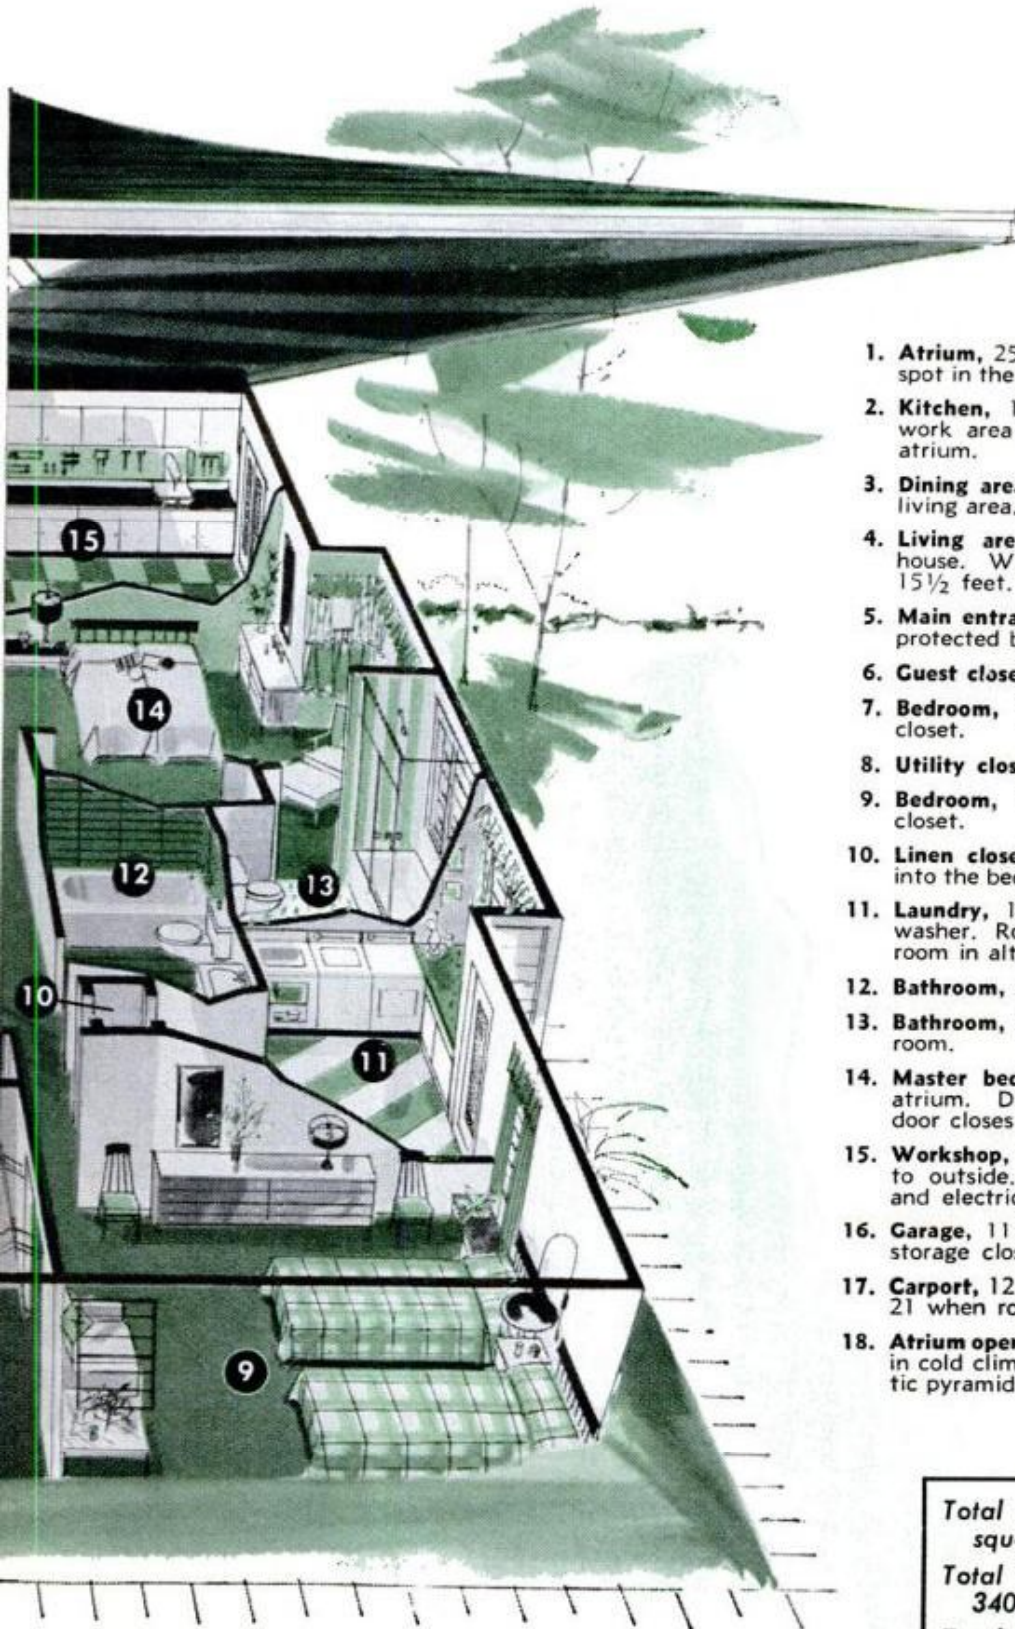 15
14
12
13
10
11
9
1. Atrium, 25
spot in the
2. Kitchen, 1
work area
atrium.
3. Dining area
living area.
4. Living are
house. W
15½ feet.
5. Main entra
protected b
6. Guest close
7. Bedroom,
closet.
8. Utility clos
9. Bedroom,
closet.
10. Linen close
into the bed
11. Laundry, 1
washer. Ro
room in alt
12. Bathroom,
13. Bathroom,
room.
14. Master bed
atrium. D
door closes
15. Workshop,
to outside.
and electric
16. Garage, 11
storage clos
17. Carport, 12
21 when ro
18. Atrium open
in cold clim
tic pyramid
Total
squ
Total
340